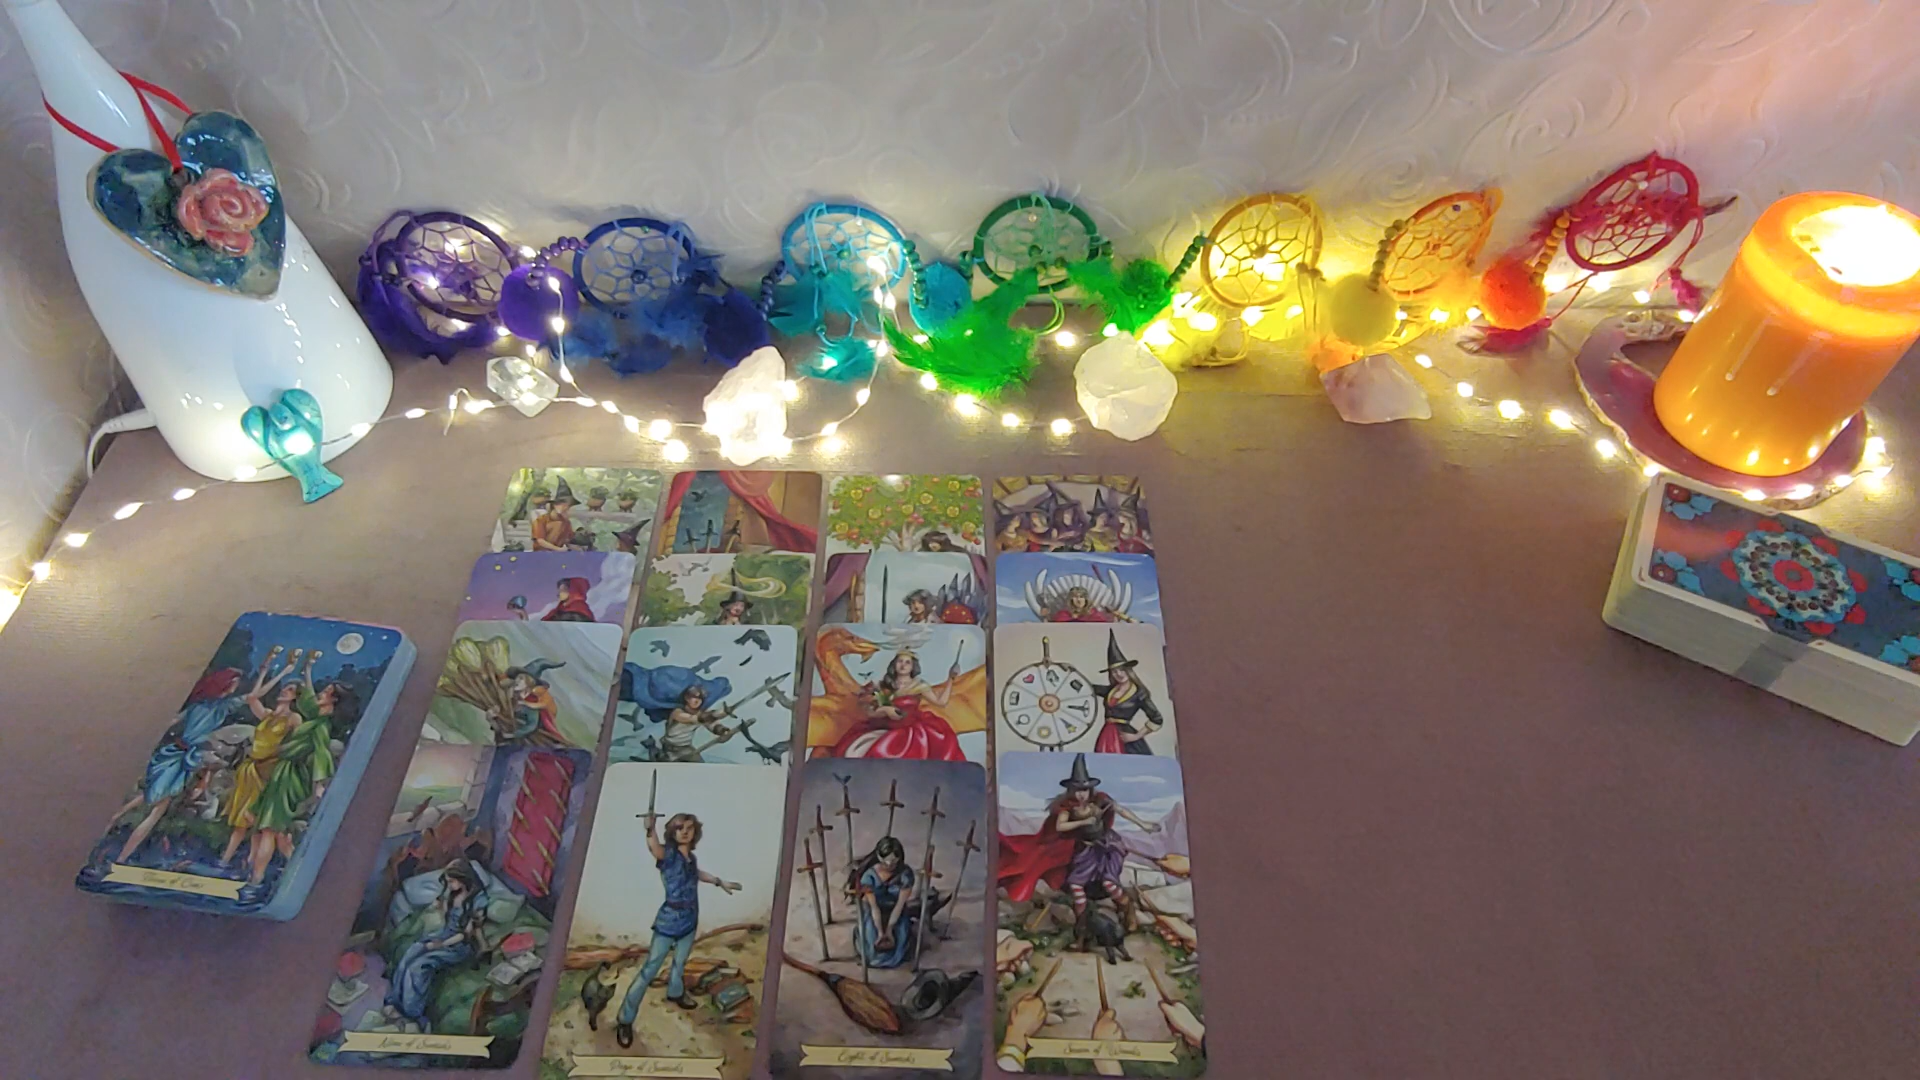 Three of Cups
Nine of Swords
Page of Swords
Eight of Swords
Seven of Wands